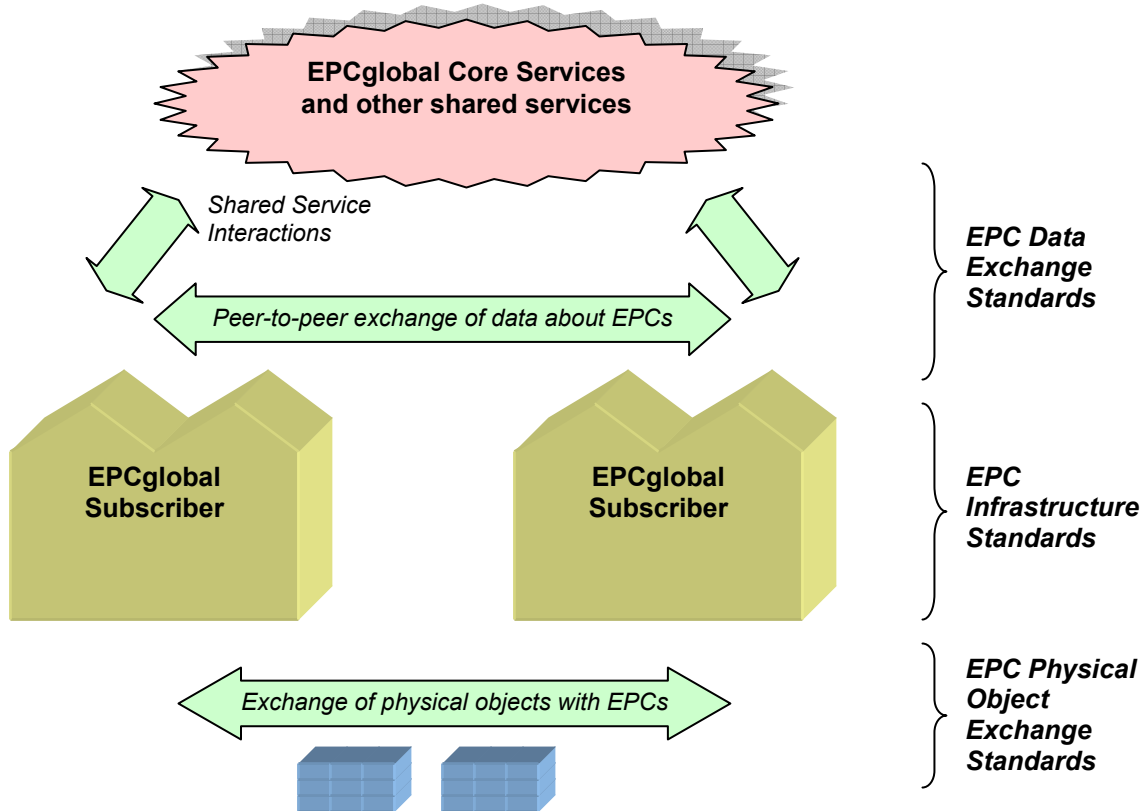 EPCglobal Core Services
and other shared services
Shared Service
Interactions
Peer-to-peer exchange of data about EPCs
EPC Data
Exchange
Standards
EPCglobal
Subscriber
EPCglobal
Subscriber
EPC
Infrastructure
Standards
Exchange of physical objects with EPCs
EPC Physical
Object
Exchange
Standards